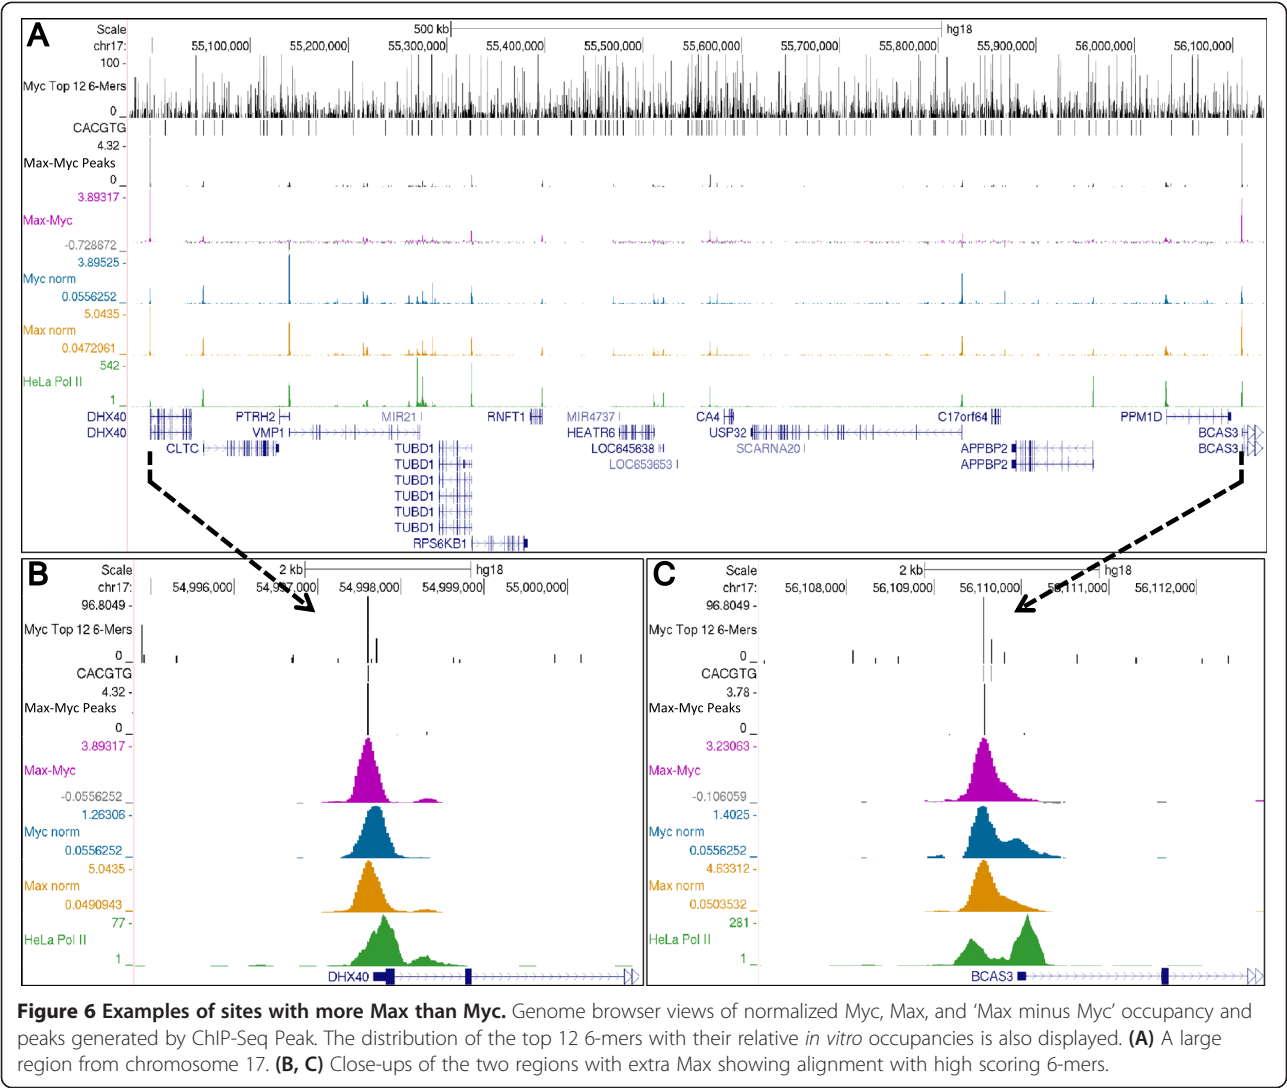 A
Scale 500 kb hg18
chr17: 55,100,000 55,200,000 55,300,000 55,400,000 55,500,000 55,600,000 55,700,000 55,800,000 55,900,000 56,000,000 56,100,000
100
Myc Top 12 6-Mers
0
CACGTG
4.32
Max-Myc Peaks
0
3.89317
Max-Myc
-0.728872
3.89525
Myc norm
0.0556252
5.0435
Max norm
0.0472061
542
HeLa Pol II
1
DHX40 PTRH2 MIR21 RNFT1 MIR4737 CA4 C17orf64 PPM1D
DHX40 VMP1 HEATR6 USP32 BCAS3
CLTC TUBD1 LOC645638 SCARNA20 APPBP2 BCAS3
TUBD1 LOC653653 APPBP2
TUBD1
TUBD1
TUBD1
TUBD1
RPS6KB1
B
Scale 2 kb hg18
chr17: 54,996,000 54,997,000 54,998,000 54,999,000 55,000,000
96.8049
Myc Top 12 6-Mers
0
CACGTG
4.32
Max-Myc Peaks
0
3.89317
Max-Myc
-0.0556252
1.26306
Myc norm
0.0556252
5.0435
Max norm
0.0490943
77
HeLa Pol II
1
DHX40
C
Scale 2 kb hg18
chr17: 56,108,000 56,109,000 56,110,000 56,111,000 56,112,000
96.8049
Myc Top 12 6-Mers
0
CACGTG
3.78
Max-Myc Peaks
0
3.23063
Max-Myc
-0.106059
1.4025
Myc norm
0.0556252
4.63312
Max norm
0.0503532
281
HeLa Pol II
1
BCAS3
Figure 6 Examples of sites with more Max than Myc. Genome browser views of normalized Myc, Max, and ‘Max minus Myc’ occupancy and
peaks generated by ChIP-Seq Peak. The distribution of the top 12 6-mers with their relative in vitro occupancies is also displayed. (A) A large
region from chromosome 17. (B, C) Close-ups of the two regions with extra Max showing alignment with high scoring 6-mers.